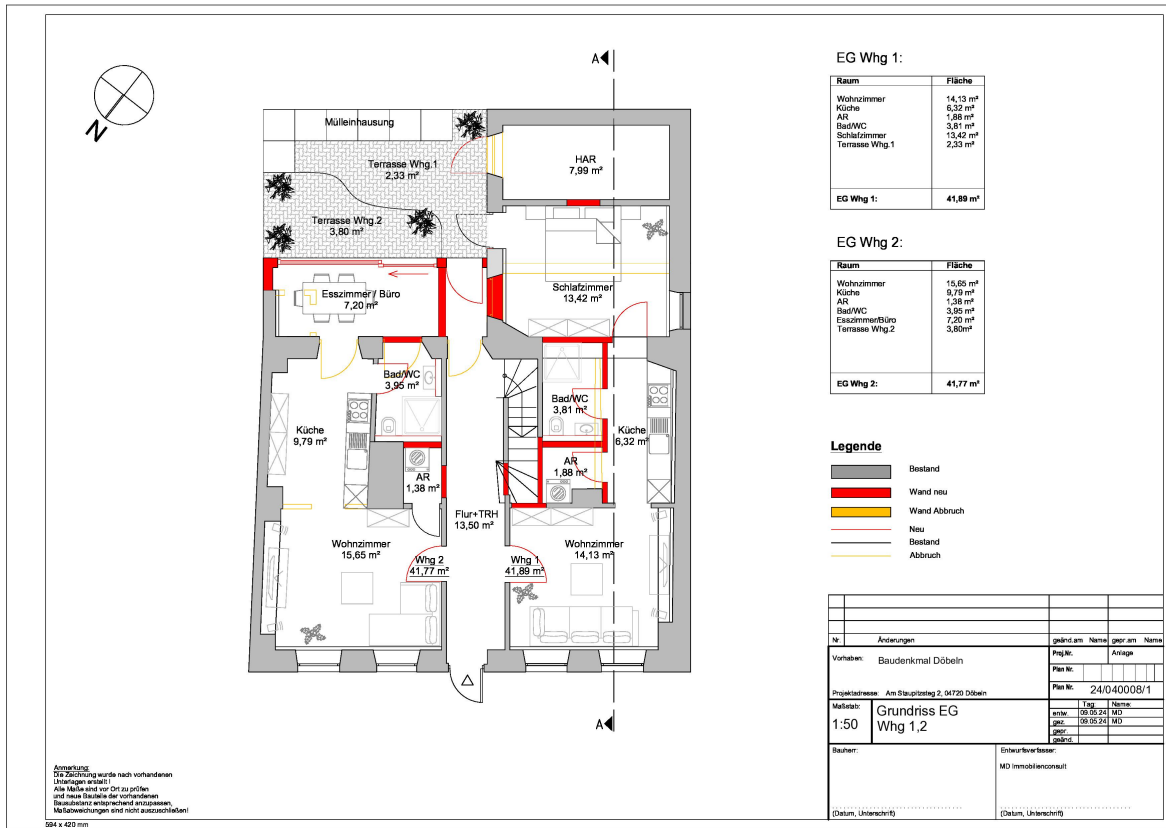 N
A
Mülleinhausung
Terrasse Whg.1
2,33 m²
Terrasse Whg.2
3,80 m²
HAR
7,99 m²
Esszimmer / Büro
7,20 m²
Schlafzimmer
13,42 m²
Bad/WC
3,95 m²
Bad/WC
3,81 m²
Küche
9,79 m²
Küche
6,32 m²
AR
1,38 m²
AR
1,88 m²
Flur+TRH
13,50 m²
Wohnzimmer
15,65 m²
Wohnzimmer
14,13 m²
Whg 2
41,77 m²
Whg 1
41,89 m²
A
EG Whg 1:
Raum Fläche
Wohnzimmer 14,13 m²
Küche 6,32 m²
AR 1,88 m²
Bad/WC 3,81 m²
Schlafzimmer 13,42 m²
Terrasse Whg.1 2,33 m²
EG Whg 1: 41,89 m²
EG Whg 2:
Raum Fläche
Wohnzimmer 15,65 m²
Küche 9,79 m²
AR 1,38 m²
Bad/WC 3,95 m²
Esszimmer/Büro 7,20 m²
Terrasse Whg.2 3,80m²
EG Whg 2: 41,77 m²
Legende
Bestand
Wand neu
Wand Abbruch
Neu
Bestand
Abbruch
Nr. Änderungen geänd.am Name gepr.am Name
Vorhaben: Baudenkmal Döbeln
Proj.Nr. Anlage
Plan Nr.
Projektadresse: Am Staupitzsteg 2, 04720 Döbeln
Plan Nr. 24/040008/1
Maßstab:
1:50
Grundriss EG
Whg 1,2
Tag: Name:
entw. 09.05.24 MD
gez. 09.05.24 MD
gepr.
geänd.
Bauherr:
Entwurfsverfasser:
MD Immobilienconsult
(Datum, Unterschrift)
(Datum, Unterschrift)
Anmerkung:
Die Zeichnung wurde nach vorhandenen
Unterlagen erstellt !
Alle Maße sind vor Ort zu prüfen
und neue Bauteile der vorhandenen
Bausubstanz entsprechend anzupassen,
Maßabweichungen sind nicht auszuschließen!
594 x 420 mm